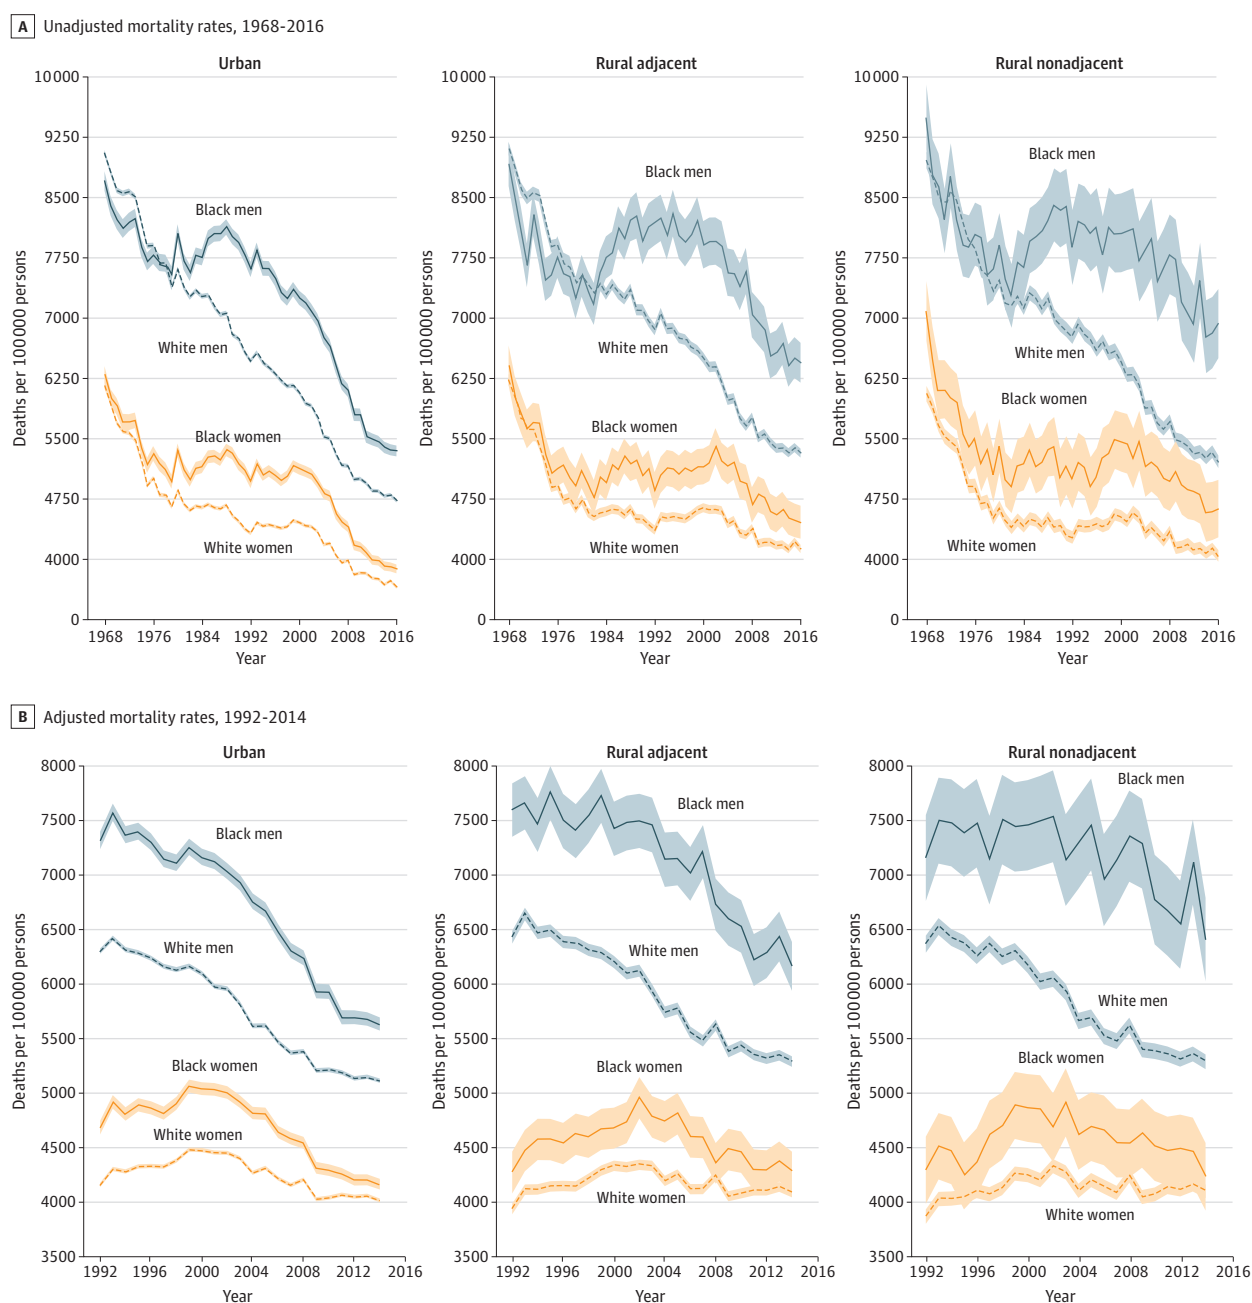 A Unadjusted mortality rates, 1968-2016
Urban
Deaths per 100 000 persons
10 000
9250
8500
7750
7000
6250
5500
4750
4000
0
Black men
White men
Black women
White women
1968 1976 1984 1992 2000 2008 2016
Year
Rural adjacent
Deaths per 100 000 persons
10 000
9250
8500
7750
7000
6250
5500
4750
4000
0
Black men
White men
Black women
White women
1968 1976 1984 1992 2000 2008 2016
Year
Rural nonadjacent
Deaths per 100 000 persons
10 000
9250
8500
7750
7000
6250
5500
4750
4000
0
Black men
White men
Black women
White women
1968 1976 1984 1992 2000 2008 2016
Year
B Adjusted mortality rates, 1992-2014
Urban
Deaths per 100 000 persons
8000
7500
7000
6500
6000
5500
5000
4500
4000
3500
Black men
White men
Black women
White women
1992 1996 2000 2004 2008 2012 2016
Year
Rural adjacent
Deaths per 100 000 persons
8000
7500
7000
6500
6000
5500
5000
4500
4000
3500
Black men
White men
Black women
White women
1992 1996 2000 2004 2008 2012 2016
Year
Rural nonadjacent
Deaths per 100 000 persons
8000
7500
7000
6500
6000
5500
5000
4500
4000
3500
Black men
White men
Black women
White women
1992 1996 2000 2004 2008 2012 2016
Year